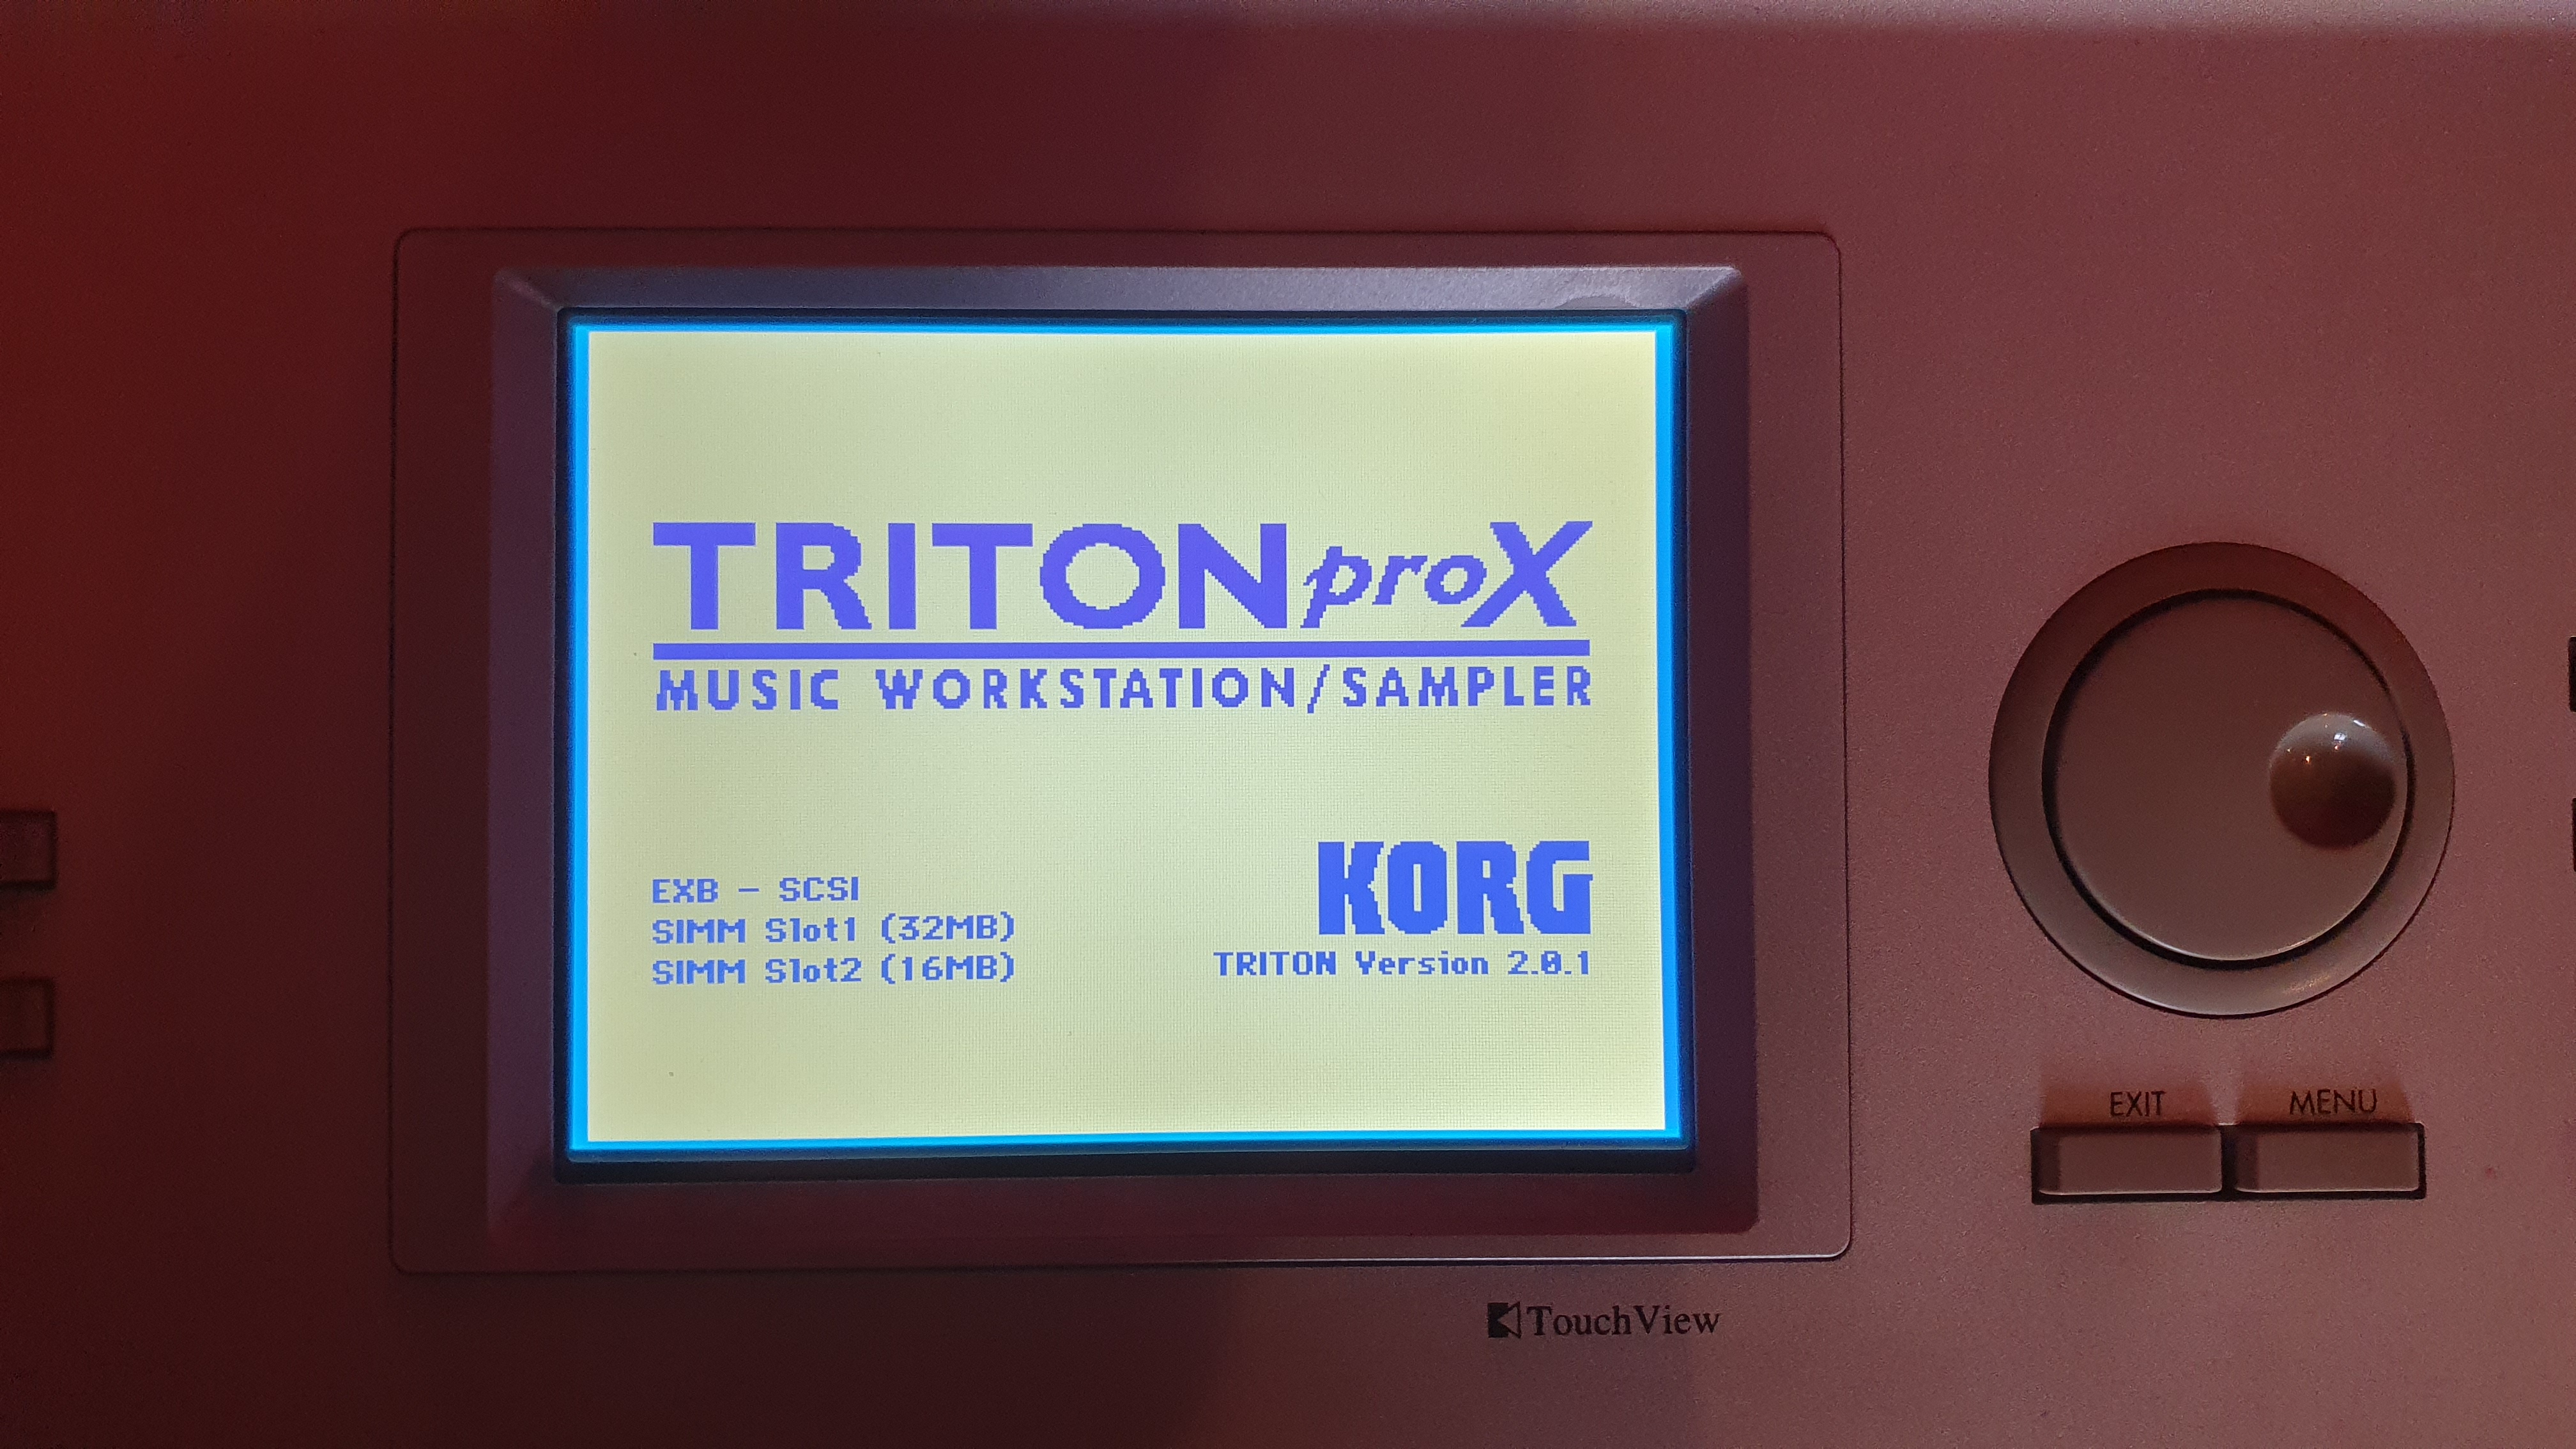 TRITON proX
MUSIC WORKSTATION/SAMPLER
KORG
EXB - SCSI
SIMM Slot1 (32MB)
SIMM Slot2 (16MB)
TRITON Version 2.0.1
EXIT
MENU
TouchView